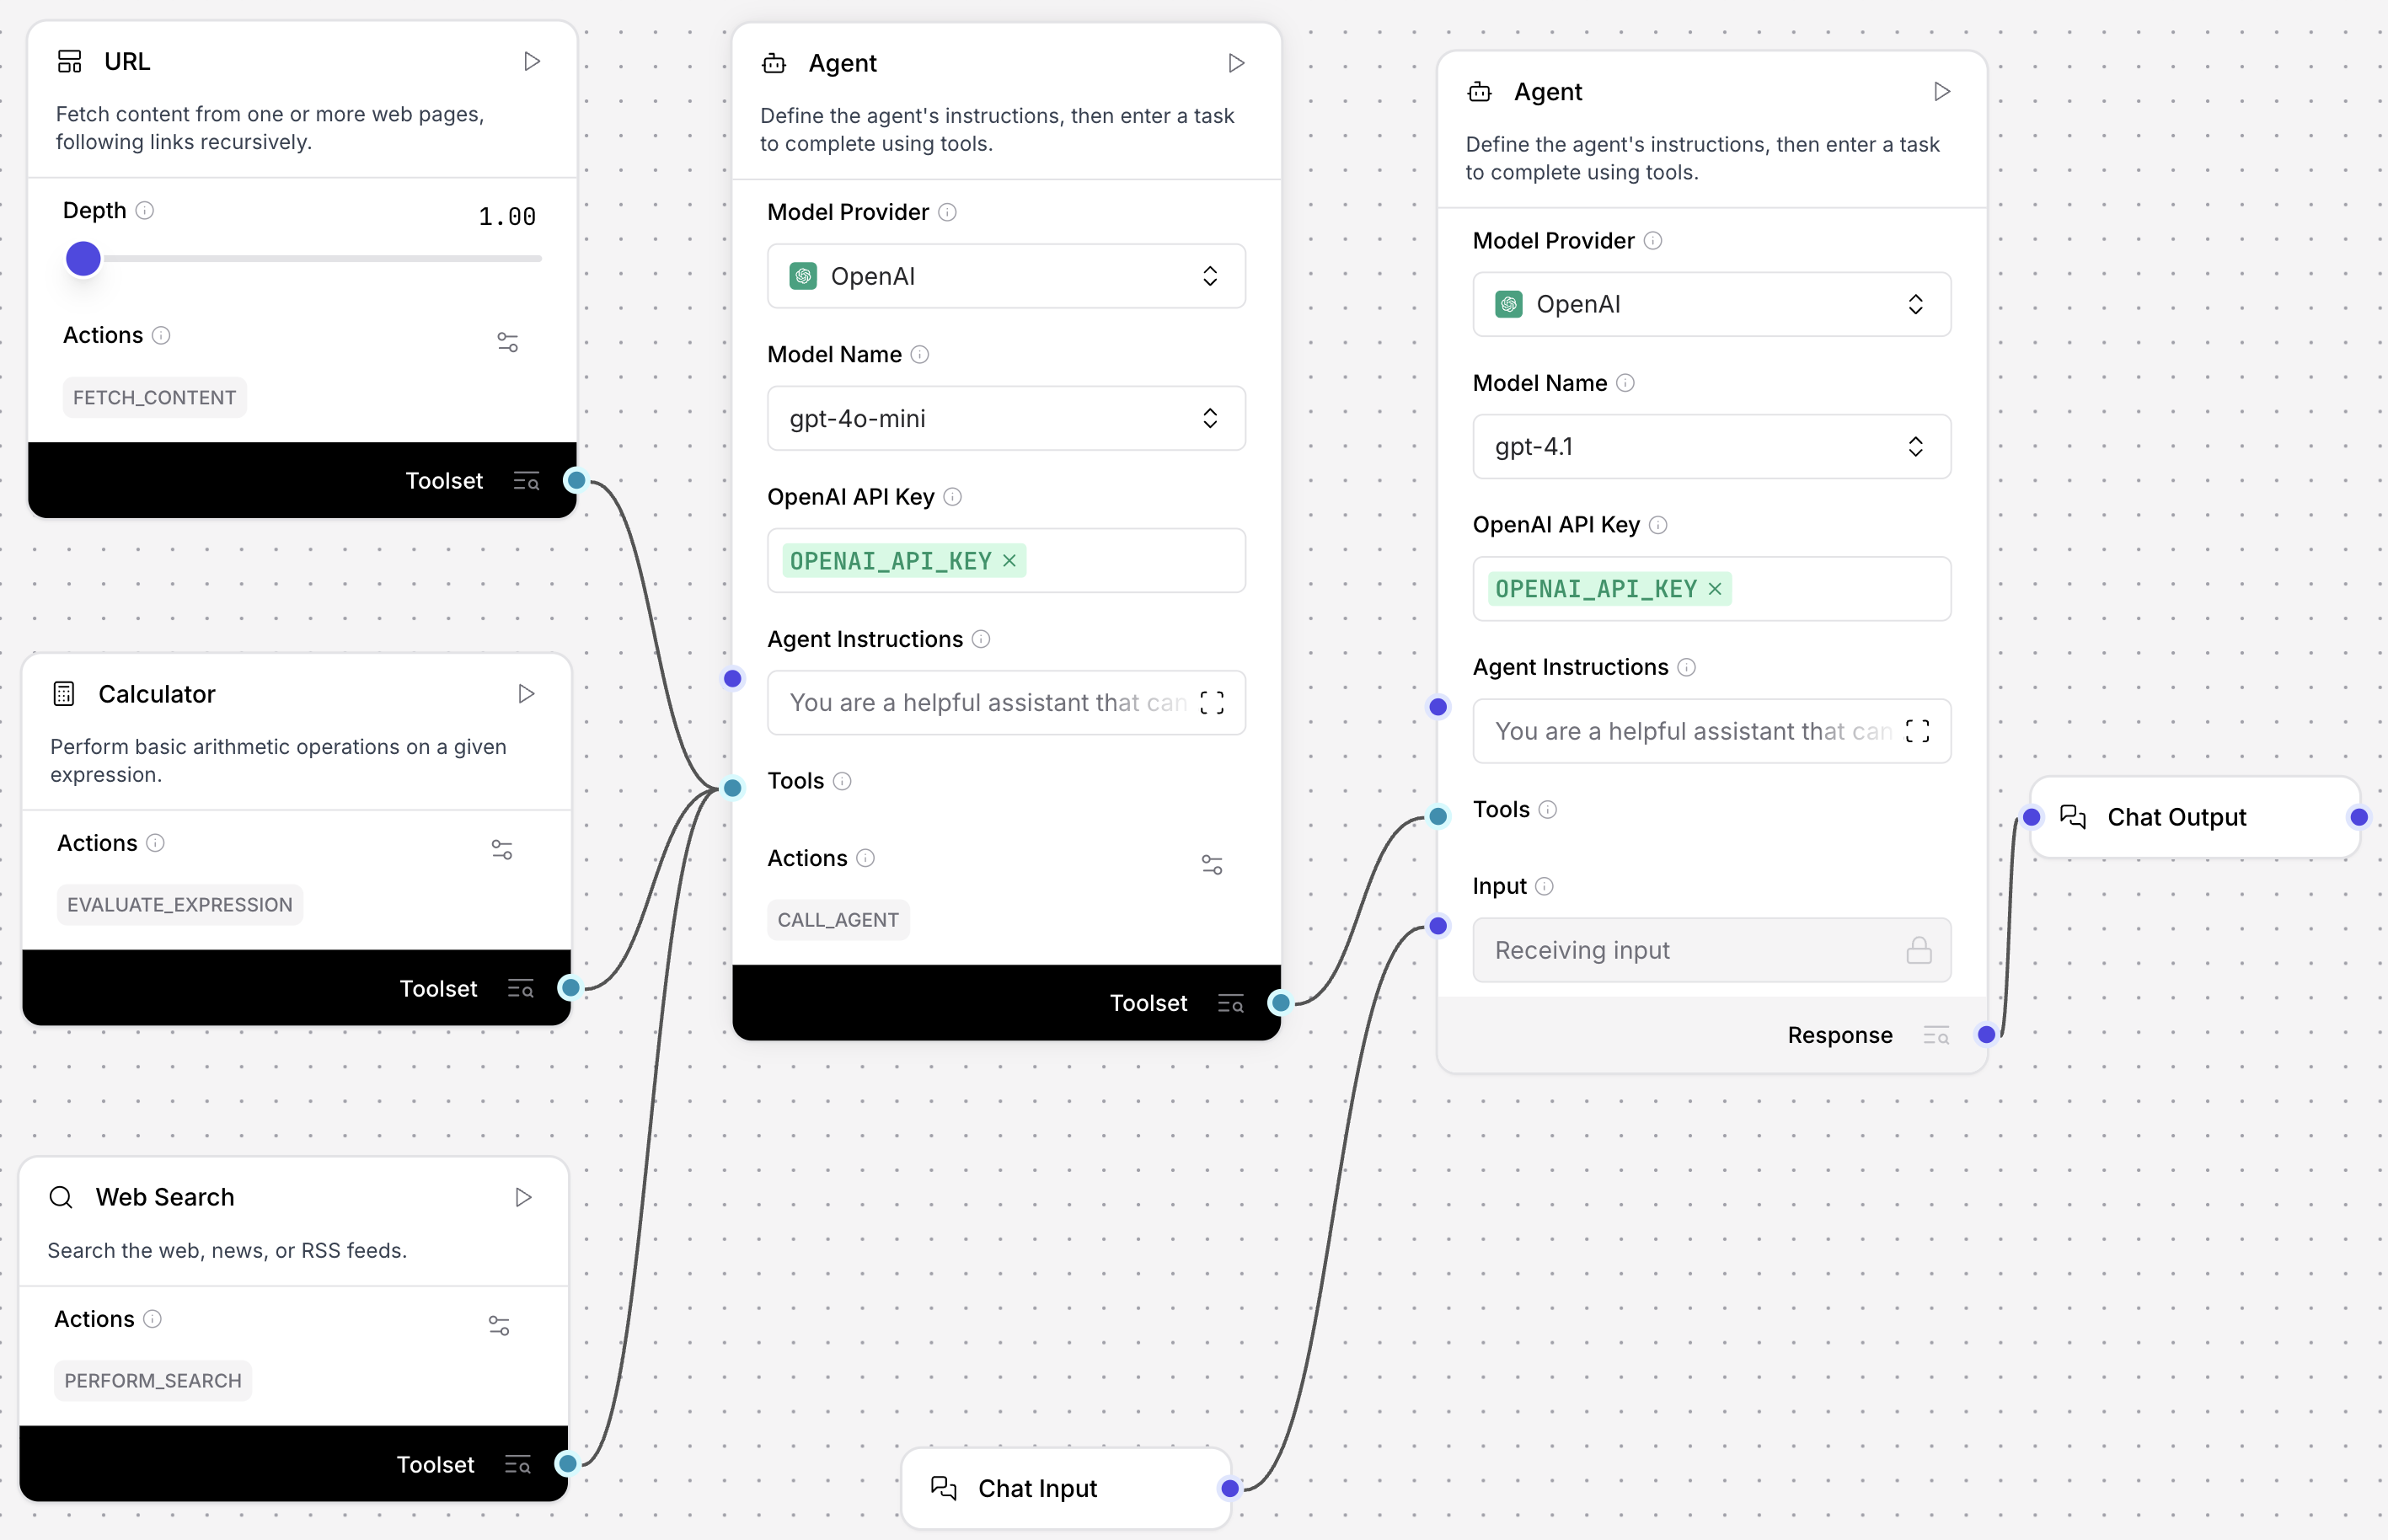 URL
Fetch content from one or more web pages,
following links recursively.
Depth
1.00
Actions
FETCH_CONTENT
Toolset
Calculator
Perform basic arithmetic operations on a given
expression.
Actions
EVALUATE_EXPRESSION
Toolset
Web Search
Search the web, news, or RSS feeds.
Actions
PERFORM_SEARCH
Toolset
Agent
Define the agent's instructions, then enter a task
to complete using tools.
Model Provider
OpenAI
Model Name
gpt-4o-mini
OpenAI API Key
OPENAI_API_KEY
Agent Instructions
You are a helpful assistant that can
Tools
Actions
CALL_AGENT
Toolset
Chat Input
Agent
Define the agent's instructions, then enter a task
to complete using tools.
Model Provider
OpenAI
Model Name
gpt-4.1
OpenAI API Key
OPENAI_API_KEY
Agent Instructions
You are a helpful assistant that can
Tools
Input
Receiving input
Response
Chat Output